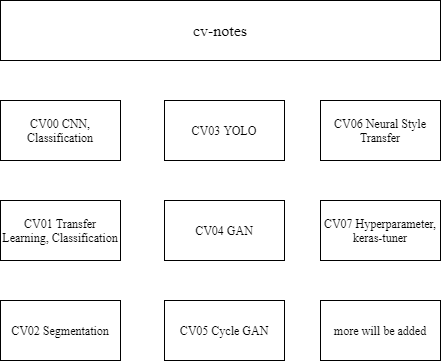 cv-notes
CV00 CNN,
Classification
CV03 YOLO
CV06 Neural Style
Transfer
CV01 Transfer
Learning, Classification
CV04 GAN
CV07 Hyperparameter,
keras-tuner
CV02 Segmentation
CV05 Cycle GAN
more will be added